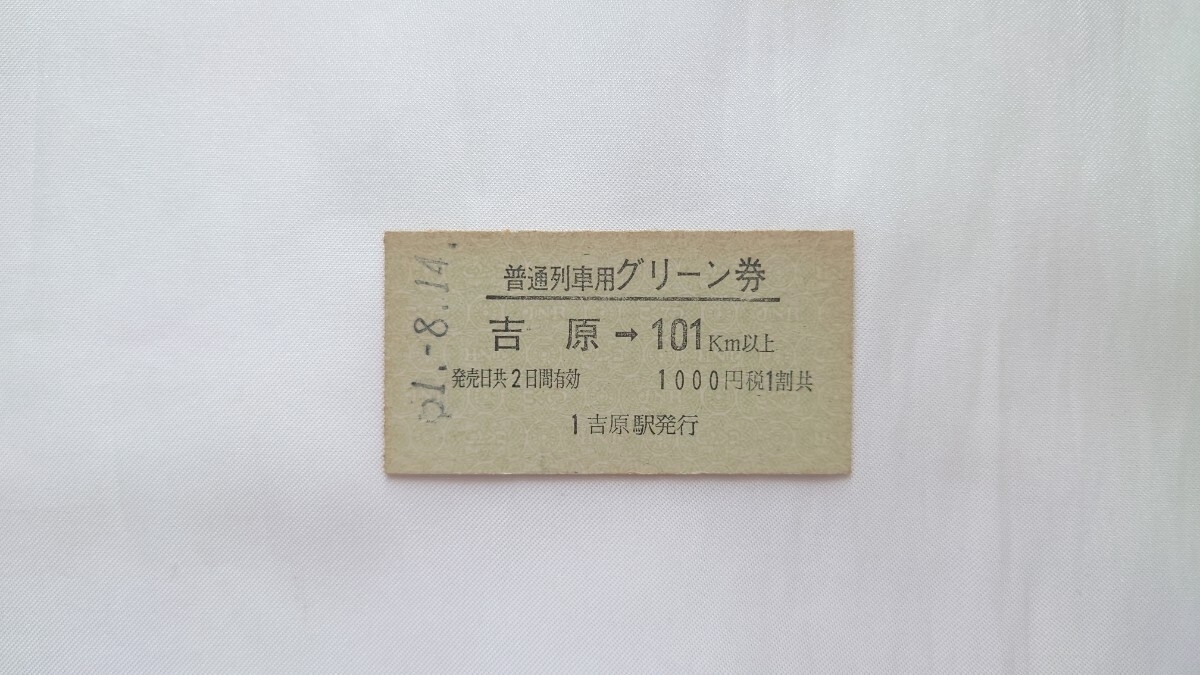 51.-8.14.
普通列車用グリーン券
吉原→101Km以上
発売日共2日間有効 1000円税1割共
1吉原駅発行